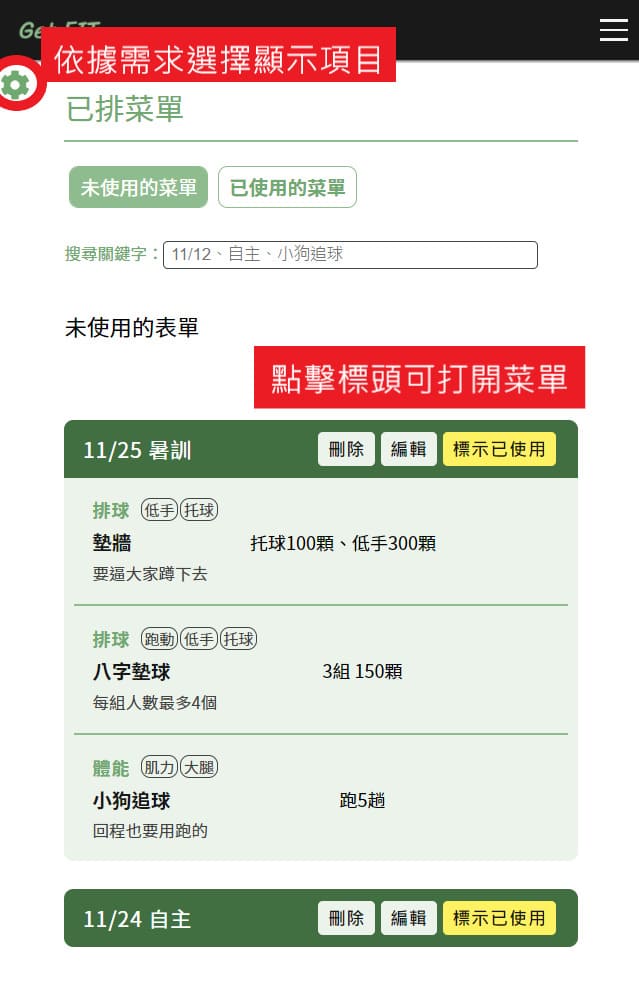 Get FIT
依據需求選擇顯示項目
已排菜單
未使用的菜單 已使用的菜單
搜尋關鍵字： 11/12、自主、小狗追球
未使用的表單
點擊標頭可打開菜單
11/25 暑訓 刪除 編輯 標示已使用
排球 低手 托球
墊牆 托球100顆、低手300顆
要逼大家蹲下去
排球 跑動 低手 托球
八字墊球 3組 150顆
每組人數最多4個
體能 肌力 大腿
小狗追球 跑5趟
回程也要用跑的
11/24 自主 刪除 編輯 標示已使用